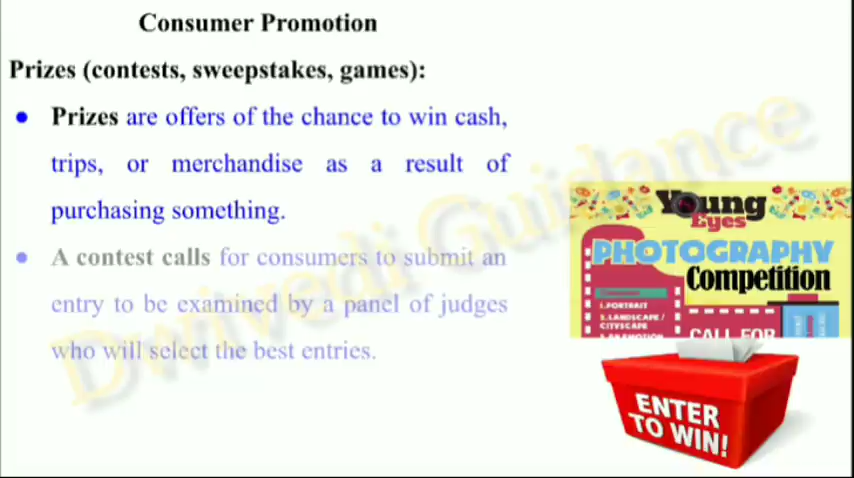 Consumer Promotion
Prizes (contests, sweepstakes, games):
● Prizes are offers of the chance to win cash,
trips, or merchandise as a result of
purchasing something.
● A contest calls for consumers to submit an
entry to be examined by a panel of judges
who will select the best entries.
Dwivedi Guidance
Young
Eyes
PHOTOGRAPHY
Competition
1.PORTRAIT
2.LANDSCAPE /
CITYSCAPE
CALL FOR
ENTER
TO WIN!